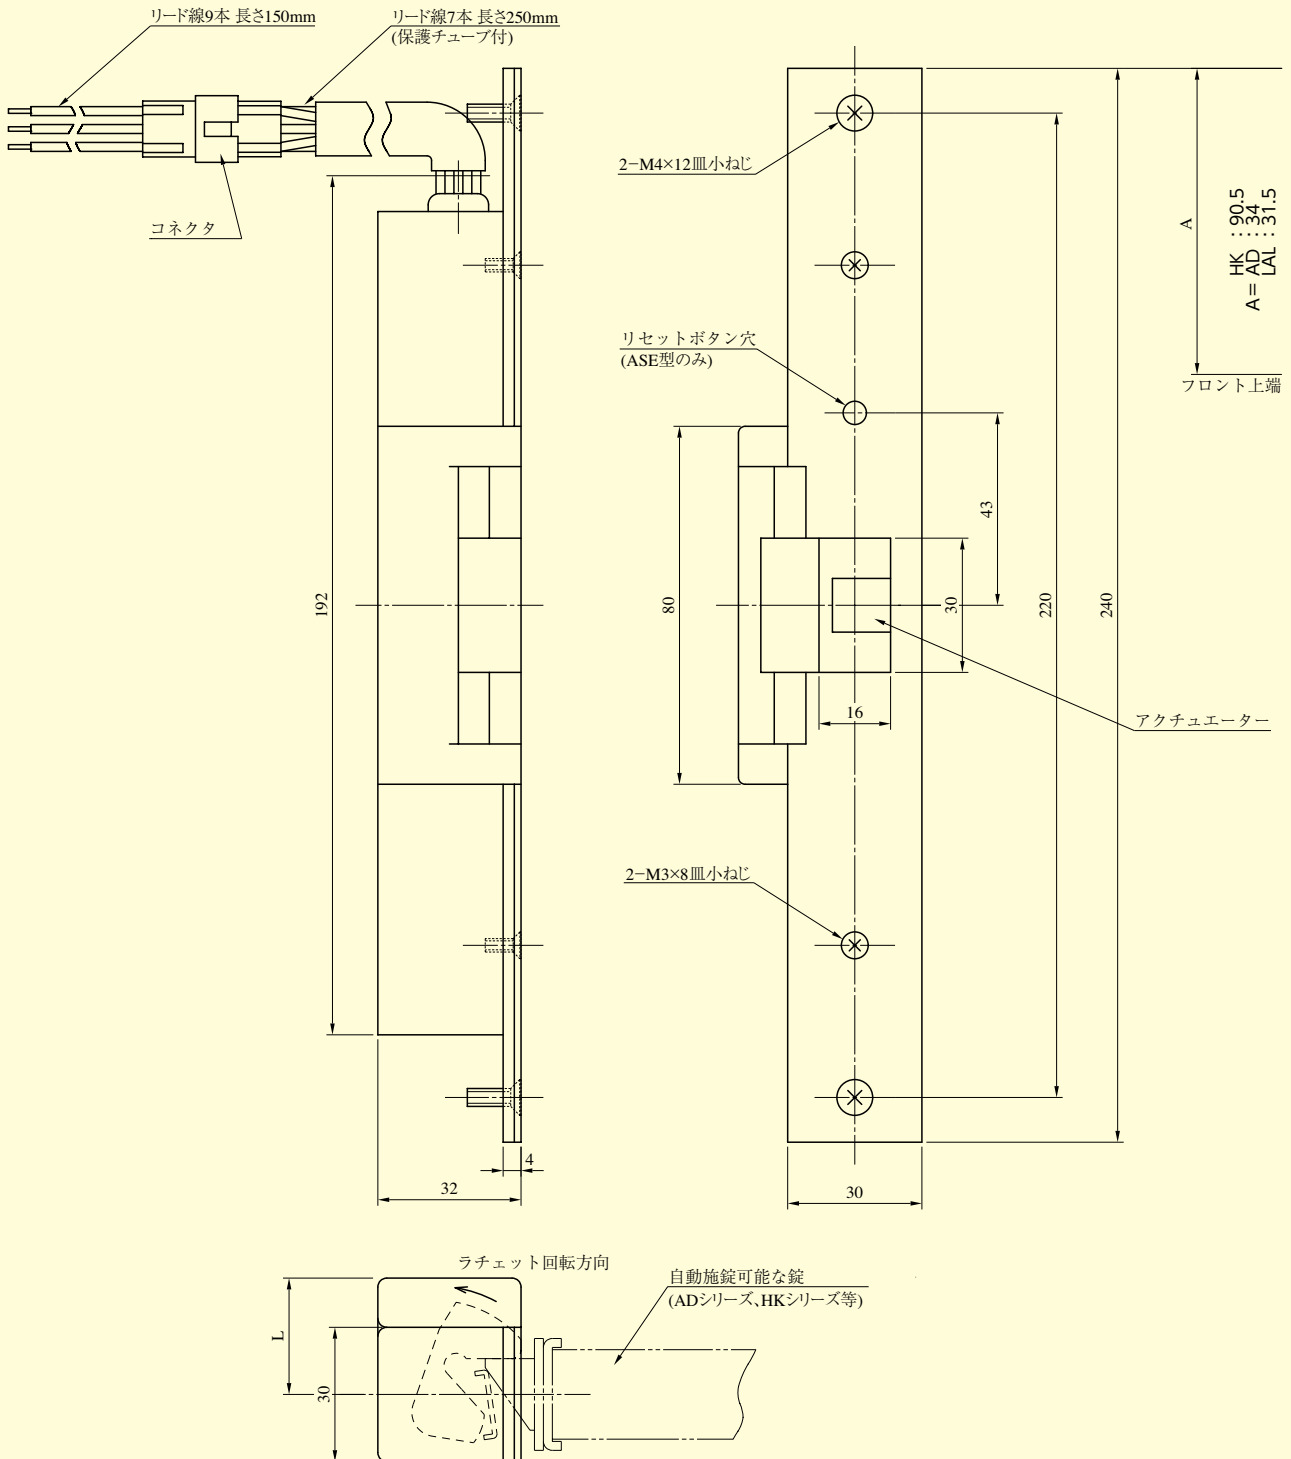 リード線9本 長さ150mm
リード線7本 長さ250mm
(保護チューブ付)
コネクタ
2-M4×12皿小ねじ
リセットボタン穴
(ASE型のみ)
A
HK : 90.5
A= AD : 34
LAL : 31.5
フロント上端
192
80
43
30
220
240
16
アクチュエーター
2-M3×8皿小ねじ
4
32
30
ラチェット回転方向
自動施錠可能な錠
(ADシリーズ、HKシリーズ等)
L
30